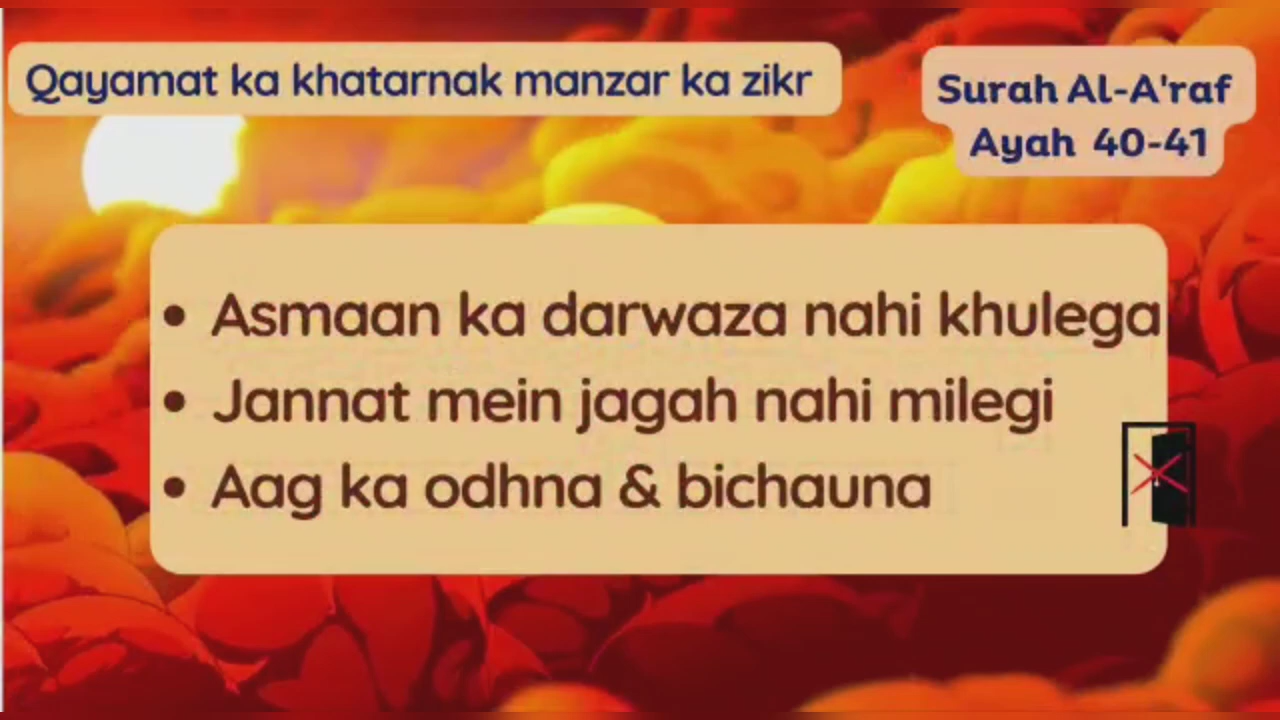 Qayamat ka khatarnak manzar ka zikr
Surah Al-A'raf
Ayah 40-41
• Asmaan ka darwaza nahi khulega
• Jannat mein jagah nahi milegi
• Aag ka odhna & bichauna